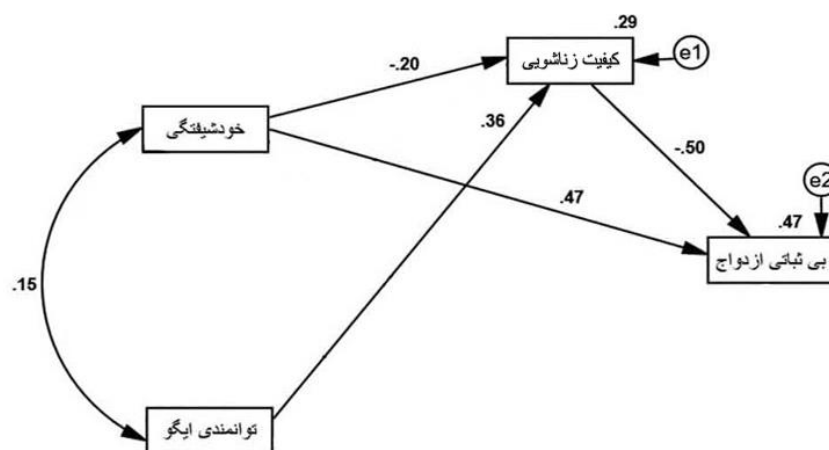 .29
e1
کیفیت زناشویی
-.20
خودشیفتگی
.36
-.50
e2
.47
.47
بی ثباتی ازدواج
.15
توانمندی ایگو